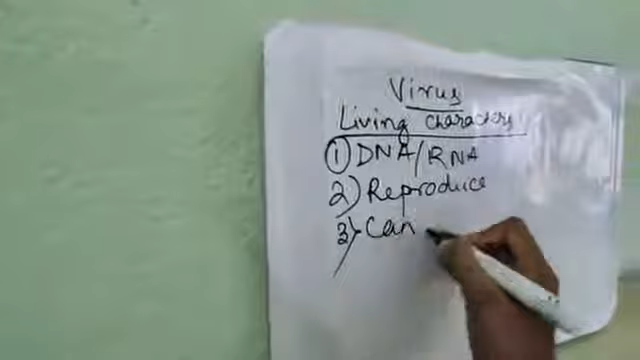 Virus
Living characters
1) DNA/RNA
2) Reproduce
3) Can